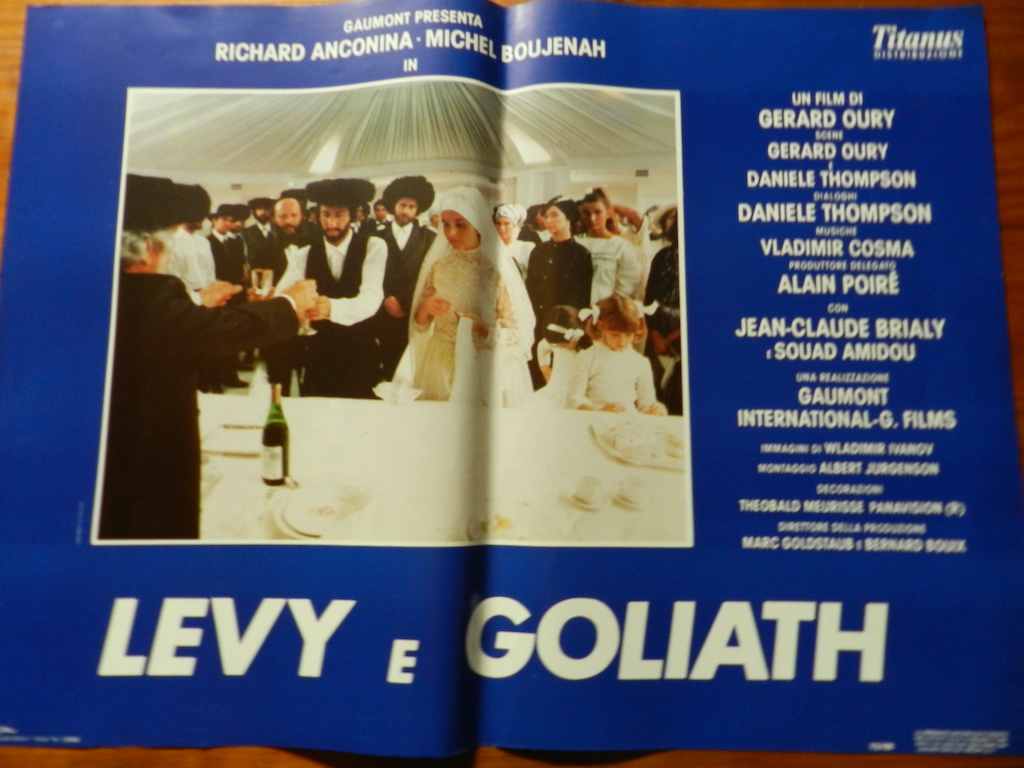 GAUMONT PRESENTA
RICHARD ANCONINA · MICHEL BOUJENAH
IN
Titanus
DISTRIBUZIONE
UN FILM DI
GERARD OURY
SCENE
GERARD OURY
E
DANIELE THOMPSON
DIALOGHI
DANIELE THOMPSON
MUSICHE
VLADIMIR COSMA
PRODUTTORE DELEGATO
ALAIN POIRÉ
CON
JEAN-CLAUDE BRIALY
E SOUAD AMIDOU
UNA REALIZZAZIONE
GAUMONT
INTERNATIONAL-G. FILMS
IMMAGINI DI WLADIMIR IVANOV
MONTAGGIO ALBERT JURGENSON
DECORAZIONI
THEOBALD MEURISSE PANAVISION (R)
DIRETTORE DELLA PRODUZIONE
MARC GOLDSTAUB E BERNARD BOUIX
LEVY E GOLIATH